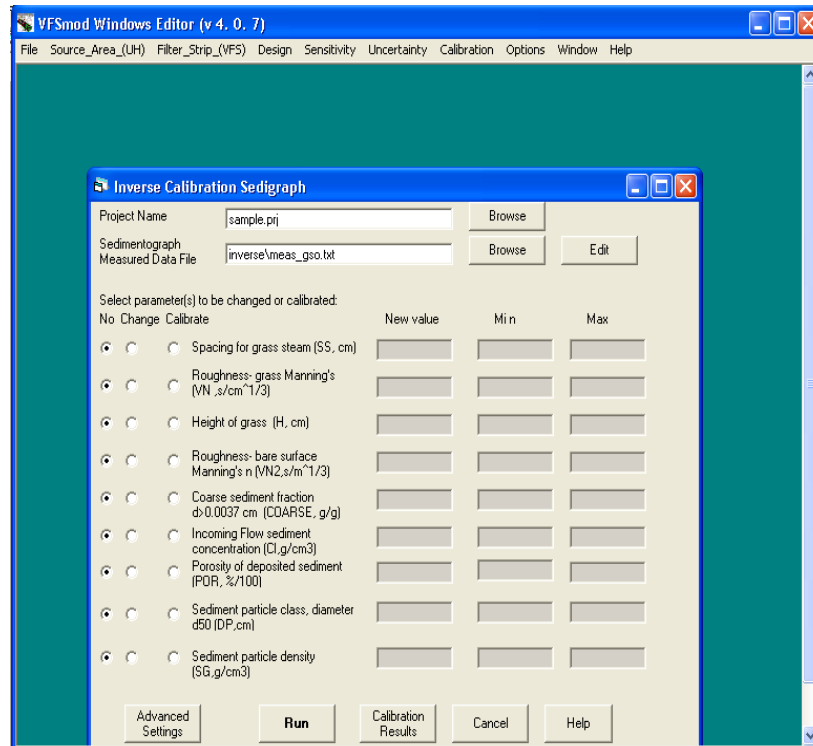 VFSmod Windows Editor (v 4. 0. 7)
File Source_Area_(UH) Filter_Strip_(VFS) Design Sensitivity Uncertainty Calibration Options Window Help
Inverse Calibration Sedigraph
Project Name sample.prj Browse
Sedimentograph
Measured Data File inverse\meas_gso.txt Browse Edit
Select parameter(s) to be changed or calibrated:
No Change Calibrate New value Mi n Max
Spacing for grass steam (SS, cm)
Roughness- grass Manning's
(VN ,s/cm^1/3)
Height of grass (H, cm)
Roughness- bare surface
Manning's n (VN2,s/m^1/3)
Coarse sediment fraction
d>0.0037 cm (COARSE, g/g)
Incoming Flow sediment
concentration (CI,g/cm3)
Porosity of deposited sediment
(POR, %/100)
Sediment particle class, diameter
d50 (DP,cm)
Sediment particle density
(SG,g/cm3)
Advanced
Settings
Run
Calibration
Results
Cancel
Help